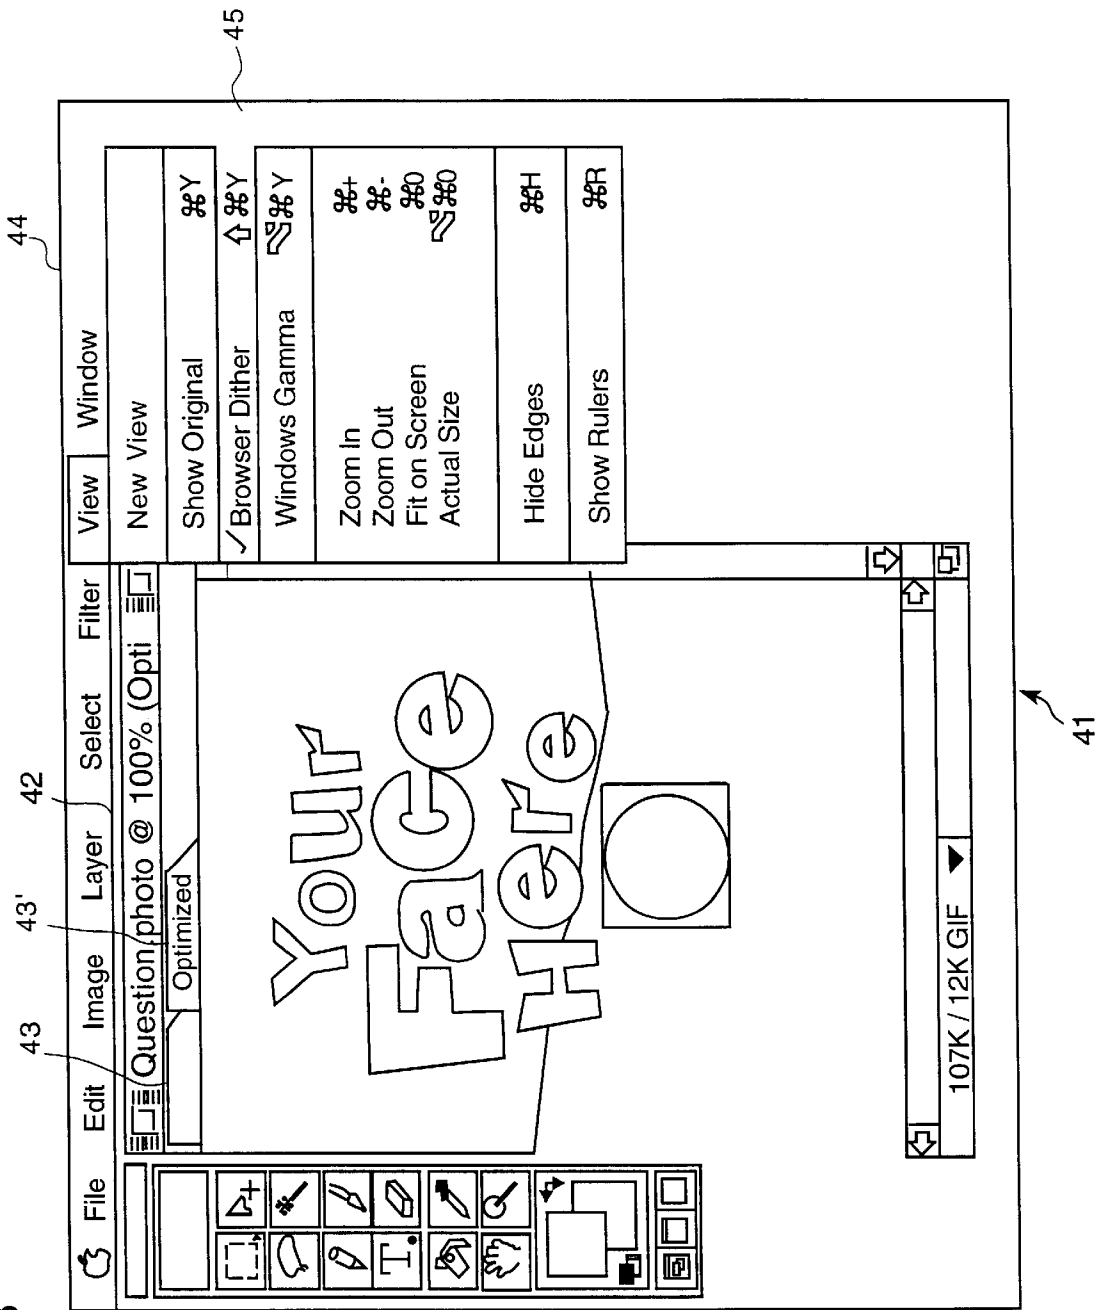 44
45
File Edit Image Layer Select Filter View Window
43 43' 42
Question.photo @ 100% (Opti
Optimized
New View
Show Original ⌘Y
✓Browser Dither ⇧⌘Y
Windows Gamma ⌥⌘Y
Zoom In ⌘+
Zoom Out ⌘-
Fit on Screen ⌘0
Actual Size ⌥⌘0
Hide Edges ⌘H
Show Rulers ⌘R
Your
Face
Here
T
107K / 12K GIF
41